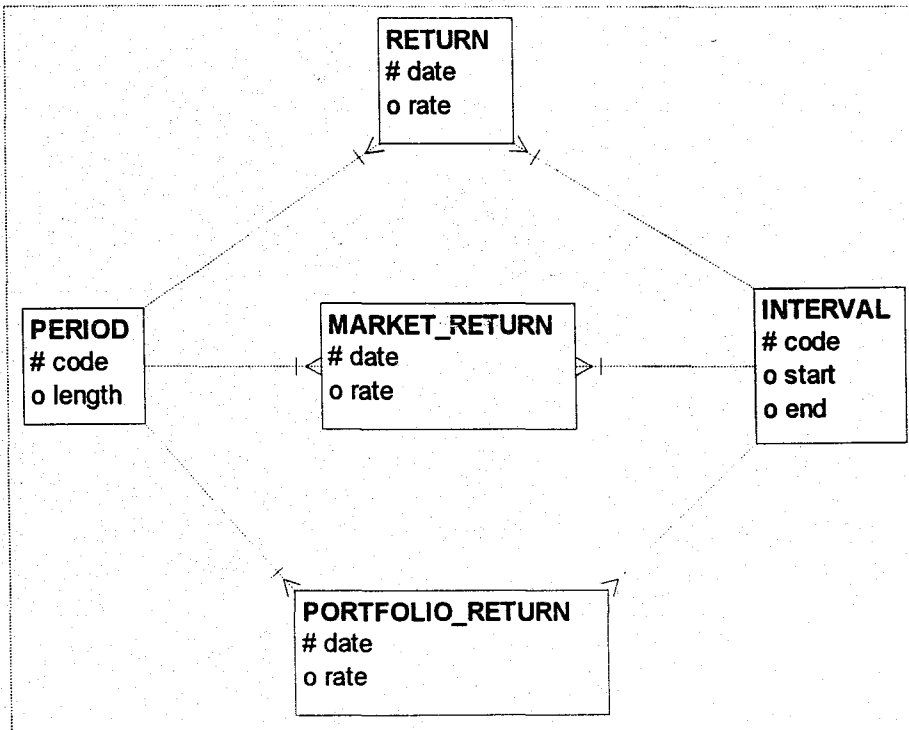 RETURN
# date
o rate
PERIOD
# code
o length
MARKET_RETURN
# date
o rate
INTERVAL
# code
o start
o end
PORTFOLIO_RETURN
# date
o rate